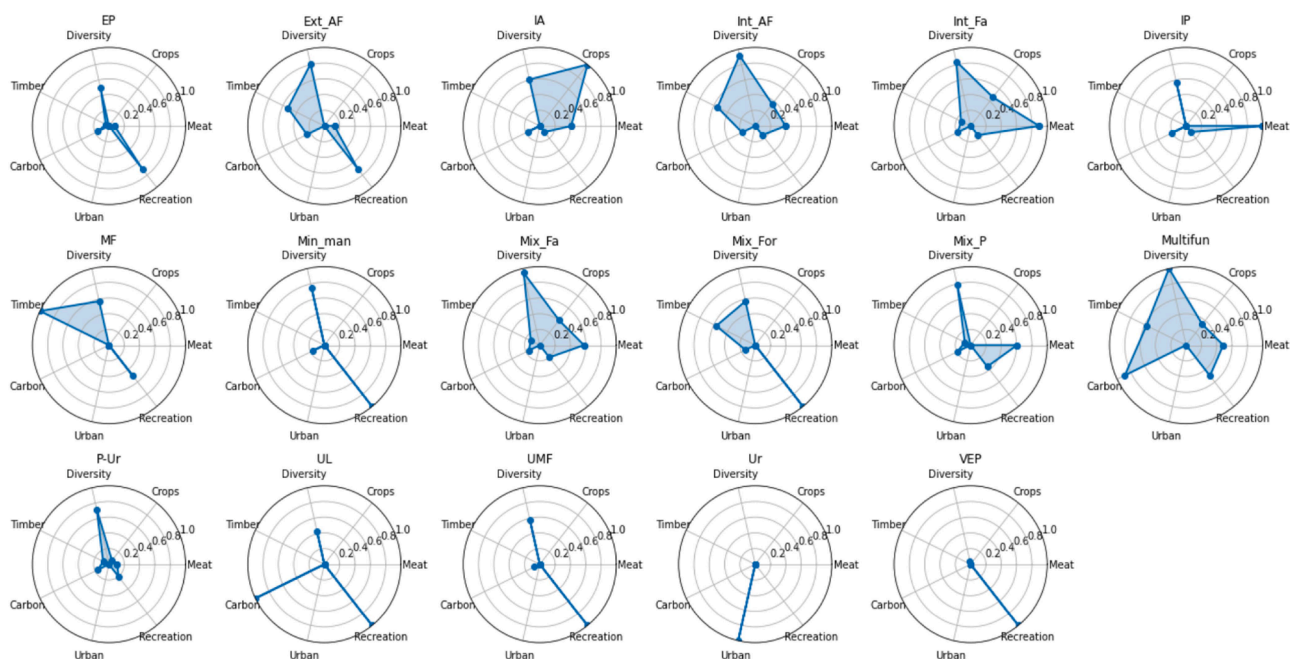 EP
Diversity
Crops
Timber
0.2 0.4 0.6 0.8 1.0
Meat
Carbon
Recreation
Urban
Ext_AF
Diversity
Crops
Timber
0.2 0.4 0.6 0.8 1.0
Meat
Carbon
Recreation
Urban
IA
Diversity
Crops
Timber
0.2 0.4 0.6 0.8 1.0
Meat
Carbon
Recreation
Urban
Int_AF
Diversity
Crops
Timber
0.2 0.4 0.6 0.8 1.0
Meat
Carbon
Recreation
Urban
Int_Fa
Diversity
Crops
Timber
0.2 0.4 0.6 0.8 1.0
Meat
Carbon
Recreation
Urban
IP
Diversity
Crops
Timber
0.2 0.4 0.6 0.8 1.0
Meat
Carbon
Recreation
Urban
MF
Diversity
Crops
Timber
0.2 0.4 0.6 0.8 1.0
Meat
Carbon
Recreation
Urban
Min_man
Diversity
Crops
Timber
0.2 0.4 0.6 0.8 1.0
Meat
Carbon
Recreation
Urban
Mix_Fa
Diversity
Crops
Timber
0.2 0.4 0.6 0.8 1.0
Meat
Carbon
Recreation
Urban
Mix_For
Diversity
Crops
Timber
0.2 0.4 0.6 0.8 1.0
Meat
Carbon
Recreation
Urban
Mix_P
Diversity
Crops
Timber
0.2 0.4 0.6 0.8 1.0
Meat
Carbon
Recreation
Urban
Multifun
Diversity
Crops
Timber
0.2 0.4 0.6 0.8 1.0
Meat
Carbon
Recreation
Urban
P-Ur
Diversity
Crops
Timber
0.2 0.4 0.6 0.8 1.0
Meat
Carbon
Recreation
Urban
UL
Diversity
Crops
Timber
0.2 0.4 0.6 0.8 1.0
Meat
Carbon
Recreation
Urban
UMF
Diversity
Crops
Timber
0.2 0.4 0.6 0.8 1.0
Meat
Carbon
Recreation
Urban
Ur
Diversity
Crops
Timber
0.2 0.4 0.6 0.8 1.0
Meat
Carbon
Recreation
Urban
VEP
Diversity
Crops
Timber
0.2 0.4 0.6 0.8 1.0
Meat
Carbon
Recreation
Urban